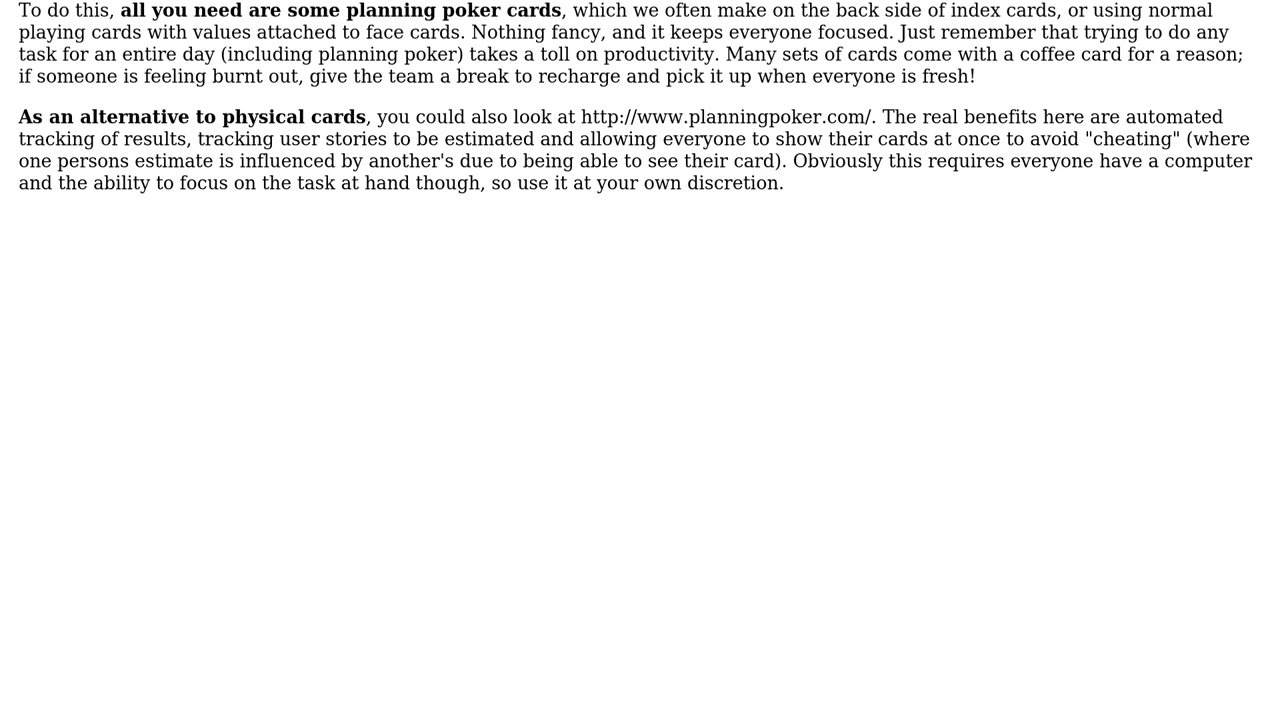 To do this, all you need are some planning poker cards, which we often make on the back side of index cards, or using normal
playing cards with values attached to face cards. Nothing fancy, and it keeps everyone focused. Just remember that trying to do any
task for an entire day (including planning poker) takes a toll on productivity. Many sets of cards come with a coffee card for a reason;
if someone is feeling burnt out, give the team a break to recharge and pick it up when everyone is fresh!
As an alternative to physical cards, you could also look at http://www.planningpoker.com/. The real benefits here are automated
tracking of results, tracking user stories to be estimated and allowing everyone to show their cards at once to avoid "cheating" (where
one persons estimate is influenced by another's due to being able to see their card). Obviously this requires everyone have a computer
and the ability to focus on the task at hand though, so use it at your own discretion.